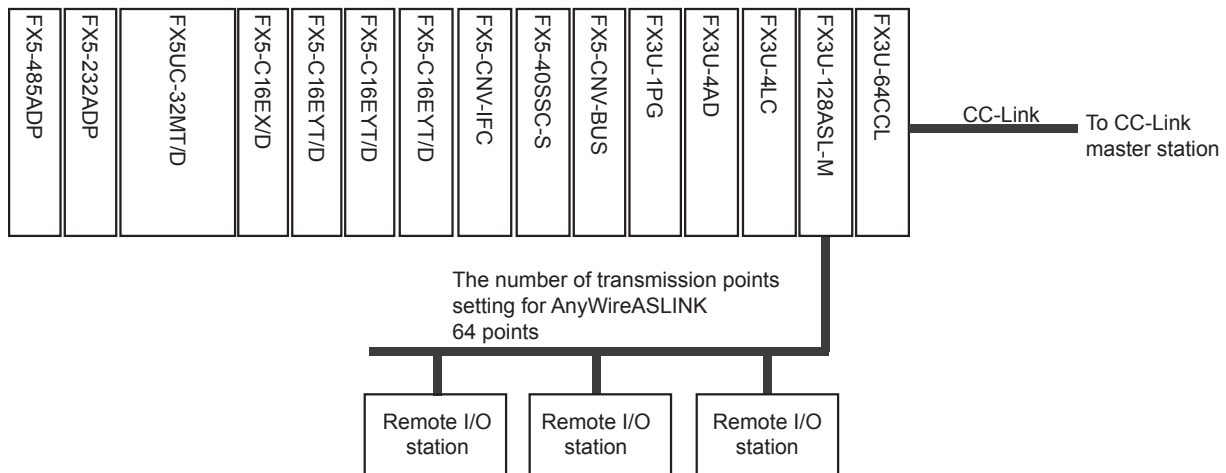 FX5-485ADP
FX5-232ADP
FX5UC-32MT/D
FX5-C16EX/D
FX5-C16EYT/D
FX5-C16EYT/D
FX5-C16EYT/D
FX5-CNV-IFC
FX5-40SSC-S
FX5-CNV-BUS
FX3U-1PG
FX3U-4AD
FX3U-4LC
FX3U-128ASL-M
FX3U-64CCL
CC-Link
To CC-Link
master station
The number of transmission points
setting for AnyWireASLINK
64 points
Remote I/O
station
Remote I/O
station
Remote I/O
station